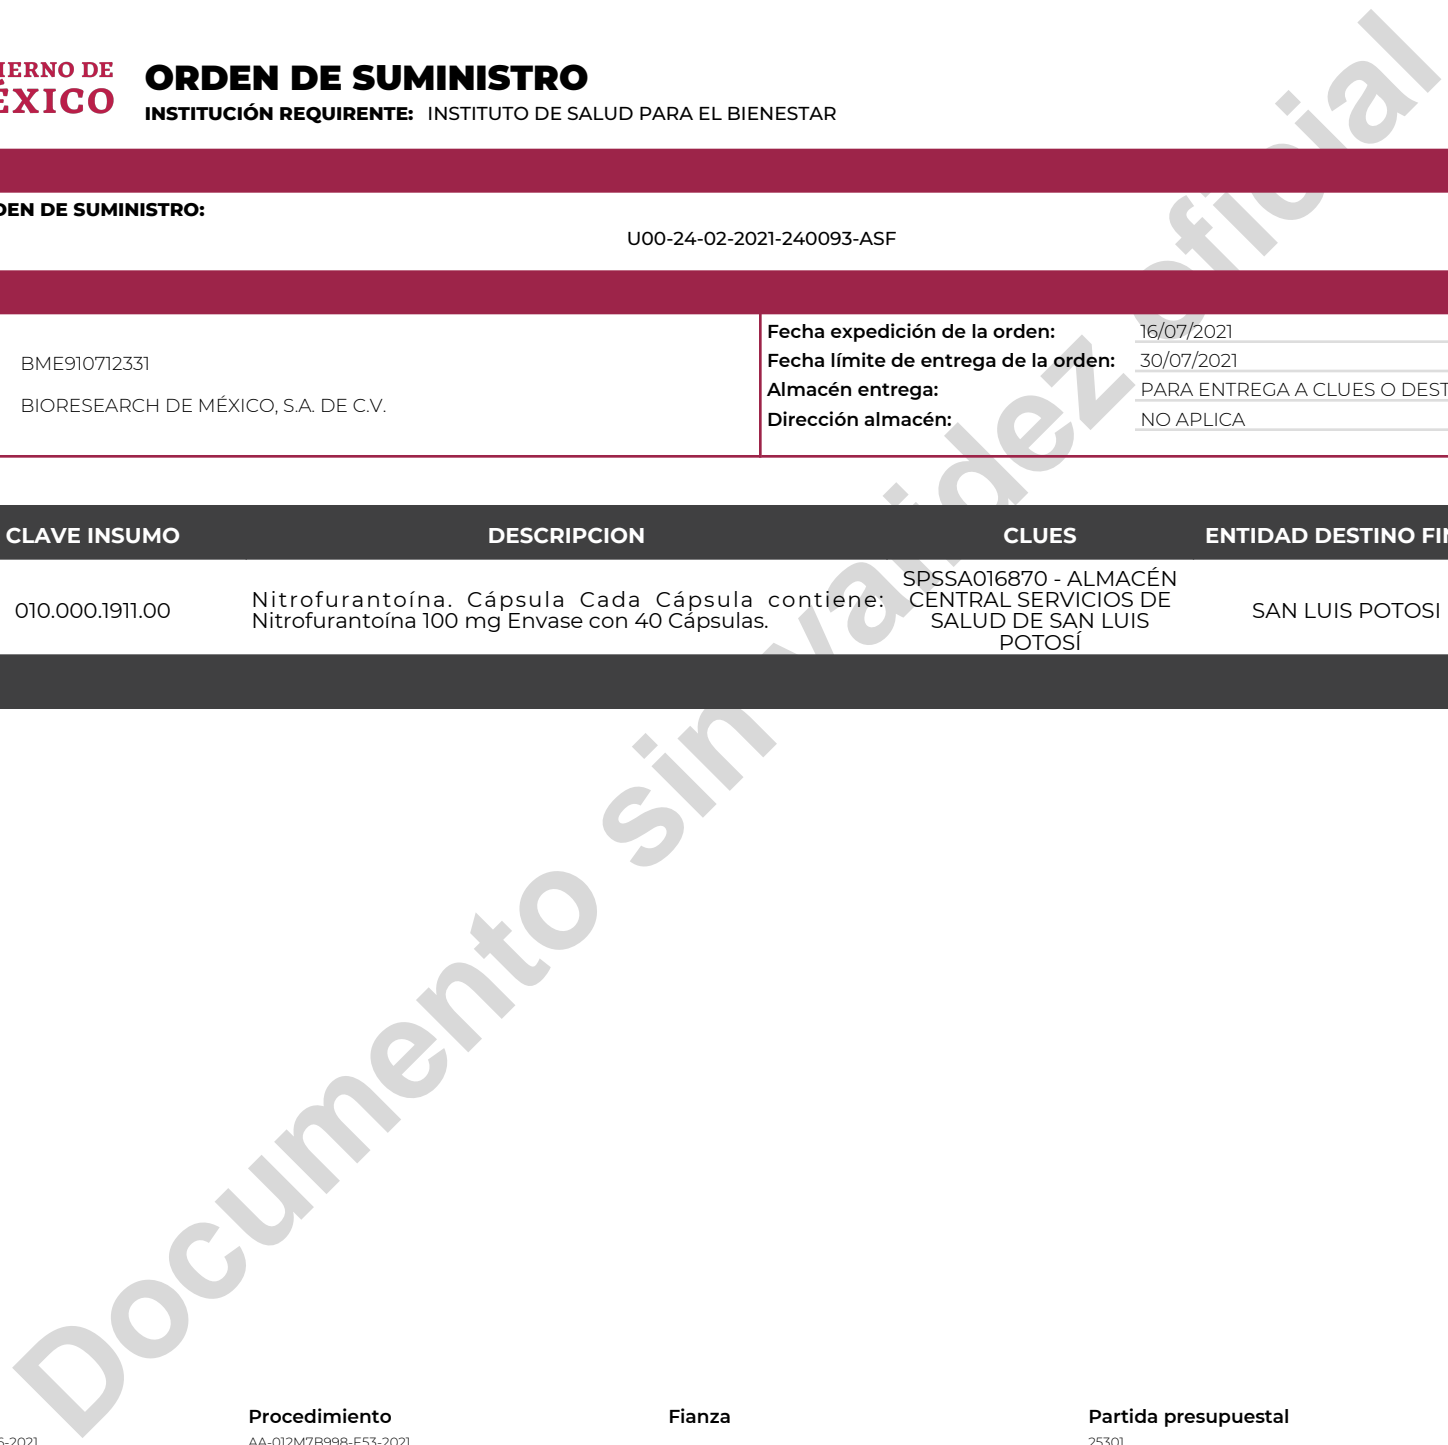 IERNO DE
ÉXICO
ORDEN DE SUMINISTRO
INSTITUCIÓN REQUIRENTE: INSTITUTO DE SALUD PARA EL BIENESTAR
DEN DE SUMINISTRO:
U00-24-02-2021-240093-ASF
BME910712331
BIORESEARCH DE MÉXICO, S.A. DE C.V.
Fecha expedición de la orden: 16/07/2021
Fecha límite de entrega de la orden: 30/07/2021
Almacén entrega: PARA ENTREGA A CLUES O DEST
Dirección almacén: NO APLICA
CLAVE INSUMO DESCRIPCION CLUES ENTIDAD DESTINO FIN
010.000.1911.00
Nitrofurantoína. Cápsula Cada Cápsula contiene:
Nitrofurantoína 100 mg Envase con 40 Cápsulas.
SPSSA016870 - ALMACÉN
CENTRAL SERVICIOS DE
SALUD DE SAN LUIS
POTOSÍ
SAN LUIS POTOSI
Documento sin validez oficial
Procedimiento Fianza Partida presupuestal
-2021 AA-012M7B998-E53-2021 25301